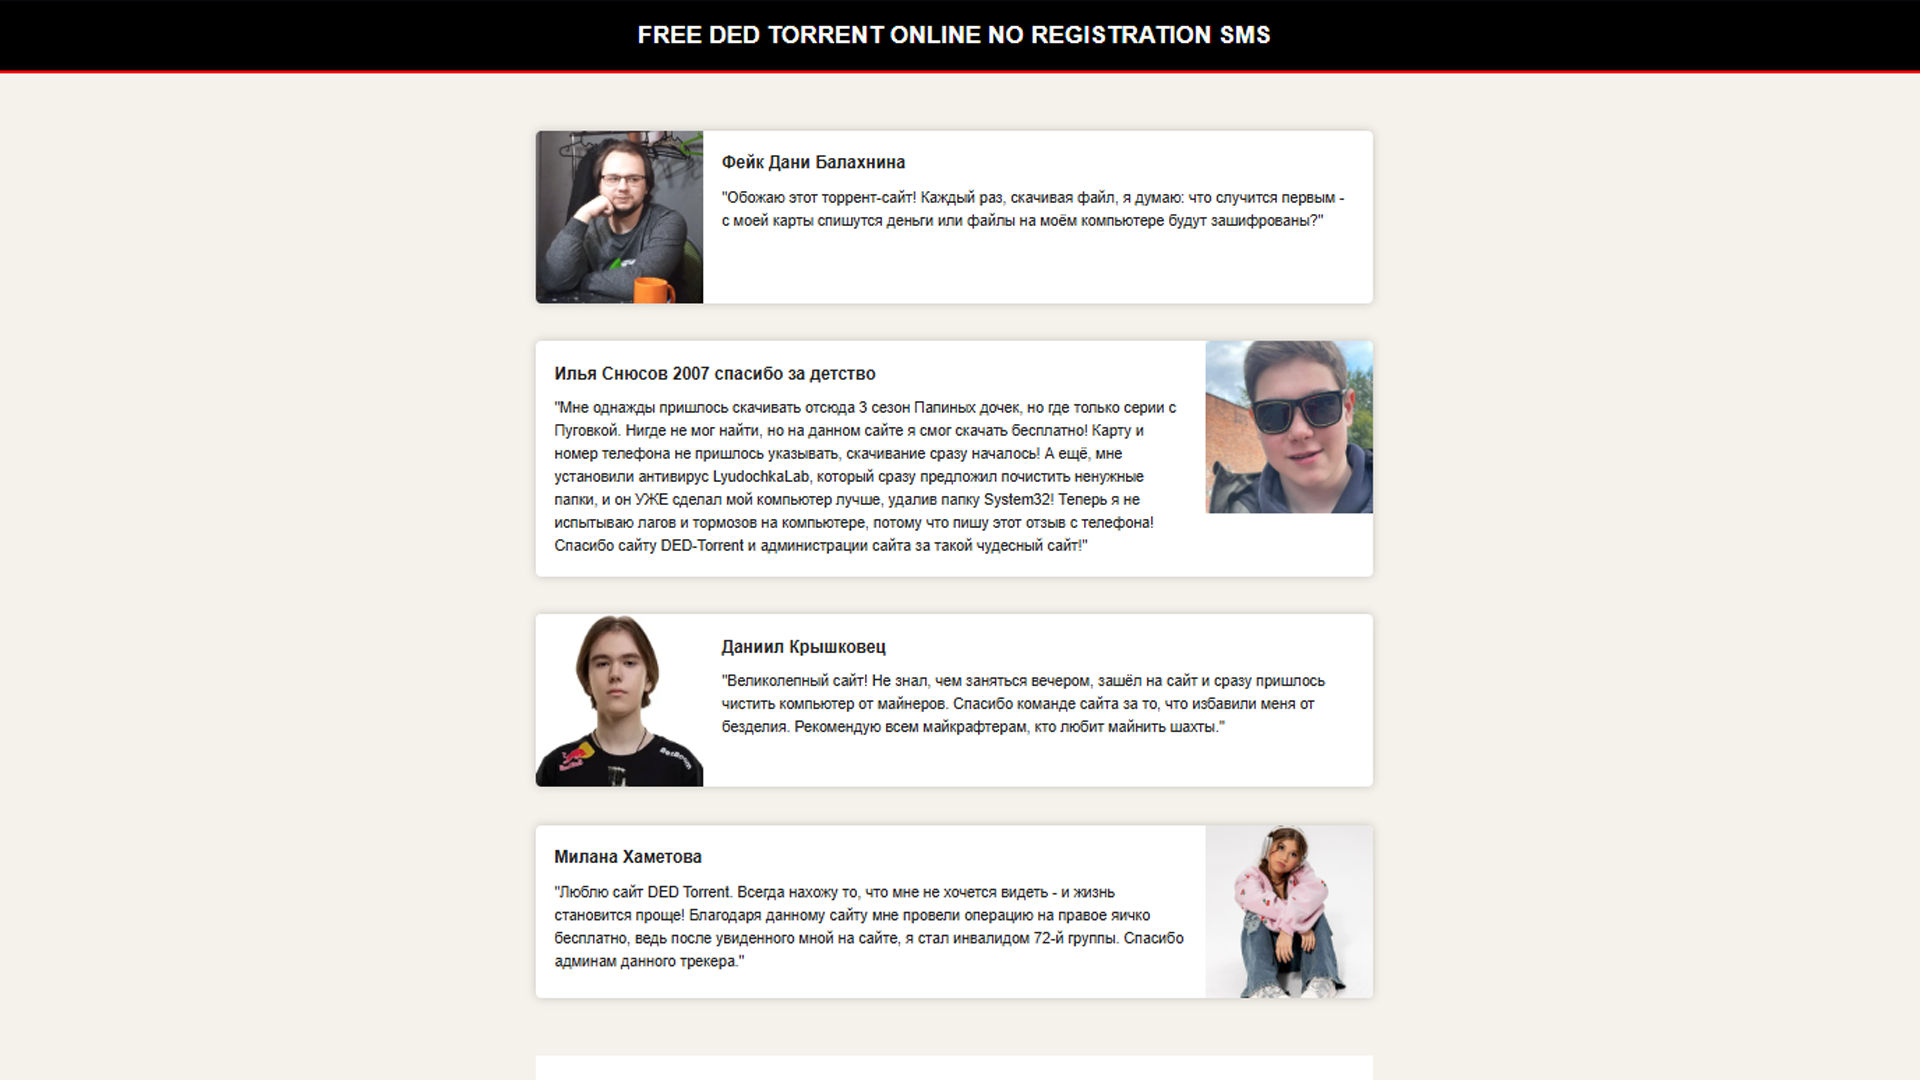 FREE DED TORRENT ONLINE NO REGISTRATION SMS
Фейк Дани Балахнина
"Обожаю этот торрент-сайт! Каждый раз, скачивая файл, я думаю: что случится первым -
с моей карты спишутся деньги или файлы на моём компьютере будут зашифрованы?"
Илья Снюсов 2007 спасибо за детство
"Мне однажды пришлось скачивать отсюда 3 сезон Папиных дочек, но где только серии с
Пуговкой. Нигде не мог найти, но на данном сайте я смог скачать бесплатно! Карту и
номер телефона не пришлось указывать, скачивание сразу началось! А ещё, мне
установили антивирус LyudochkaLab, который сразу предложил почистить ненужные
папки, и он УЖЕ сделал мой компьютер лучше, удалив папку System32! Теперь я не
испытываю лагов и тормозов на компьютере, потому что пишу этот отзыв с телефона!
Спасибо сайту DED-Torrent и администрации сайта за такой чудесный сайт!"
Даниил Крышковец
"Великолепный сайт! Не знал, чем заняться вечером, зашёл на сайт и сразу пришлось
чистить компьютер от майнеров. Спасибо команде сайта за то, что избавили меня от
безделия. Рекомендую всем майкрафтерам, кто любит майнить шахты."
Red Bull
BetBoom
Милана Хаметова
"Люблю сайт DED Torrent. Всегда нахожу то, что мне не хочется видеть - и жизнь
становится проще! Благодаря данному сайту мне провели операцию на правое яичко
бесплатно, ведь после увиденного мной на сайте, я стал инвалидом 72-й группы. Спасибо
админам данного трекера."